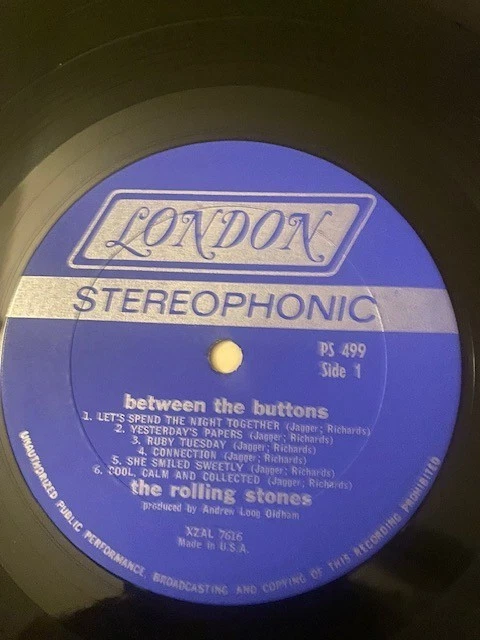 LONDON
STEREOPHONIC
PS 499
Side 1
between the buttons
1. LET'S SPEND THE NIGHT TOGETHER (Jagger; Richards)
2. YESTERDAY'S PAPERS (Jagger; Richards)
3. RUBY TUESDAY (Jagger; Richards)
4. CONNECTION (Jagger; Richards)
5. SHE SMILED SWEETLY (Jagger; Richards)
6. COOL, CALM AND COLLECTED (Jagger; Richards)
the rolling stones
produced by Andrew Loog Oldham
XZAL 7616
Made in U.S.A.
UNAUTHORIZED PUBLIC PERFORMANCE, BROADCASTING AND COPYING OF THIS RECORDING PROHIBITED